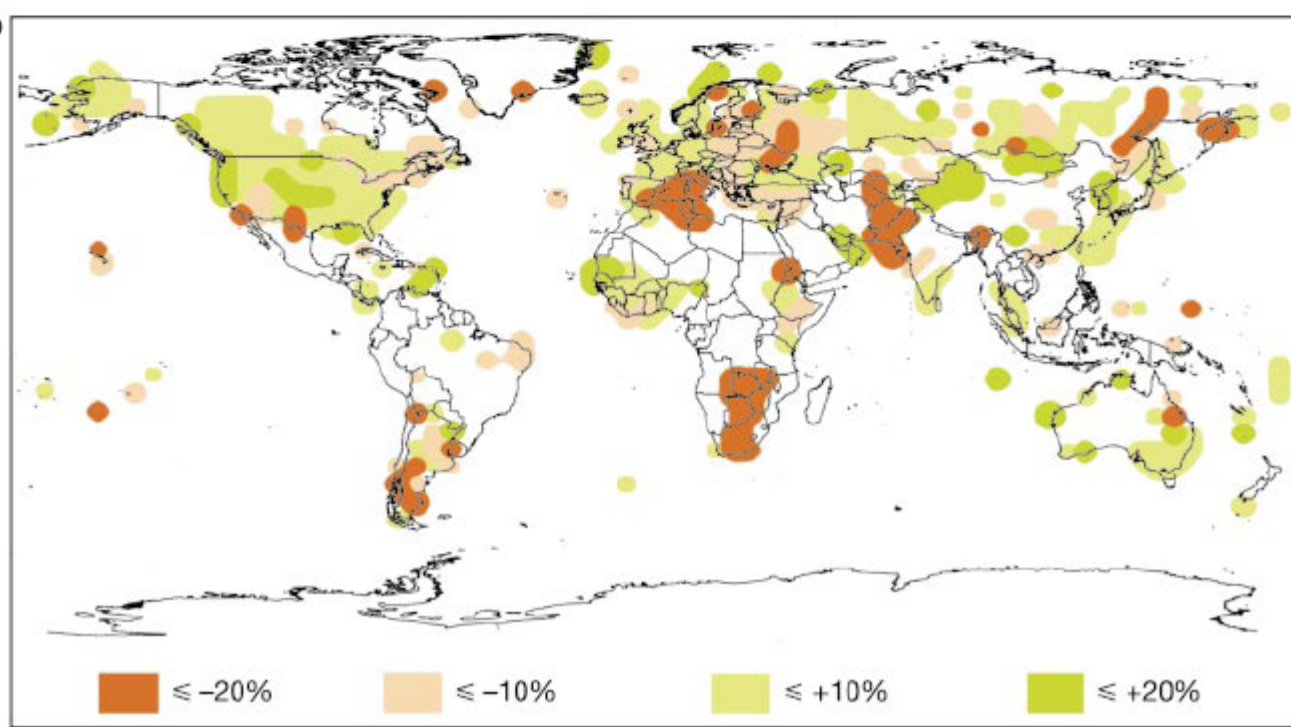 ≤ –20% ≤ –10% ≤ +10% ≤ +20%